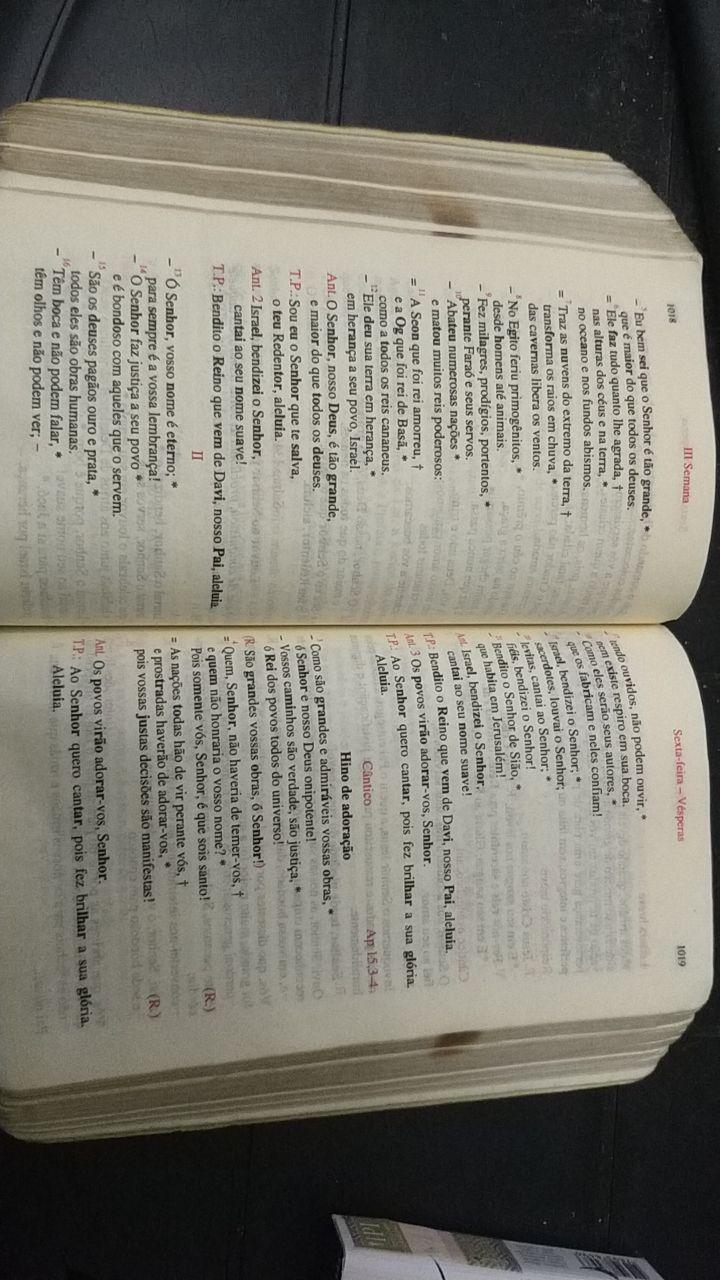 1018
III Semana
– ⁵ Eu bem sei que o Senhor é tão grande, *
que é maior do que todos os deuses.
= ⁶ Ele faz tudo quanto lhe agrada, †
nas alturas dos céus e na terra, *
no oceano e nos fundos abismos.
= ⁷ Traz as nuvens do extremo da terra, †
transforma os raios em chuva, *
das cavernas libera os ventos.
– ⁸ No Egito feriu primogênitos, *
desde homens até animais.
– ⁹ Fez milagres, prodígios, portentos, *
perante Faraó e seus servos.
– ¹⁰ Abateu numerosas nações *
e matou muitos reis poderosos:
= ¹¹ A Seon que foi rei amorreu, †
e a Og que foi rei de Basã, *
como a todos os reis cananeus.
– ¹² Ele deu sua terra em herança, *
em herança a seu povo, Israel.
Ant. O Senhor, nosso Deus, é tão grande,
e maior do que todos os deuses.
T.P.: Sou eu o Senhor que te salva,
o teu Redentor, aleluia.
Ant. 2 Israel, bendizei o Senhor,
cantai ao seu nome suave!
T.P.: Bendito o Reino que vem de Davi, nosso Pai, aleluia.
II
– ¹³ Ó Senhor, vosso nome é eterno; *
para sempre é a vossa lembrança!
– ¹⁴ O Senhor faz justiça a seu povo *
e é bondoso com aqueles que o servem.
– ¹⁵ São os deuses pagãos ouro e prata, *
todos eles são obras humanas.
– ¹⁶ Têm boca e não podem falar, *
têm olhos e não podem ver; –
Sexta-feira – Vésperas
1019
tendo ouvidos, não podem ouvir, *
nem existe respiro em sua boca.
Como eles serão seus autores, *
que os fabricam e neles confiam!
Israel, bendizei o Senhor; *
sacerdotes, louvai o Senhor;
levitas, cantai ao Senhor; *
fiéis, bendizei o Senhor!
Bendito o Senhor de Sião, *
que habita em Jerusalém!
Ant. Israel, bendizei o Senhor,
cantai ao seu nome suave!
T.P.: Bendito o Reino que vem de Davi, nosso Pai, aleluia.
Ant. 3 Os povos virão adorar-vos, Senhor.
T.P.: Ao Senhor quero cantar, pois fez brilhar a sua glória.
Aleluia.
Cântico Ap 15,3-4
Hino de adoração
– ³ Como são grandes e admiráveis vossas obras, *
ó Senhor e nosso Deus onipotente!
– Vossos caminhos são verdade, são justiça, *
ó Rei dos povos todos do universo!
(R. São grandes vossas obras, ó Senhor!)
= ⁴ Quem, Senhor, não haveria de temer-vos, †
e quem não honraria o vosso nome? *
Pois somente vós, Senhor, é que sois santo! (R.)
= As nações todas hão de vir perante vós, †
e prostradas haverão de adorar-vos, *
pois vossas justas decisões são manifestas! (R.)
Ant. Os povos virão adorar-vos, Senhor.
T.P.: Ao Senhor quero cantar, pois fez brilhar a sua glória.
Aleluia.